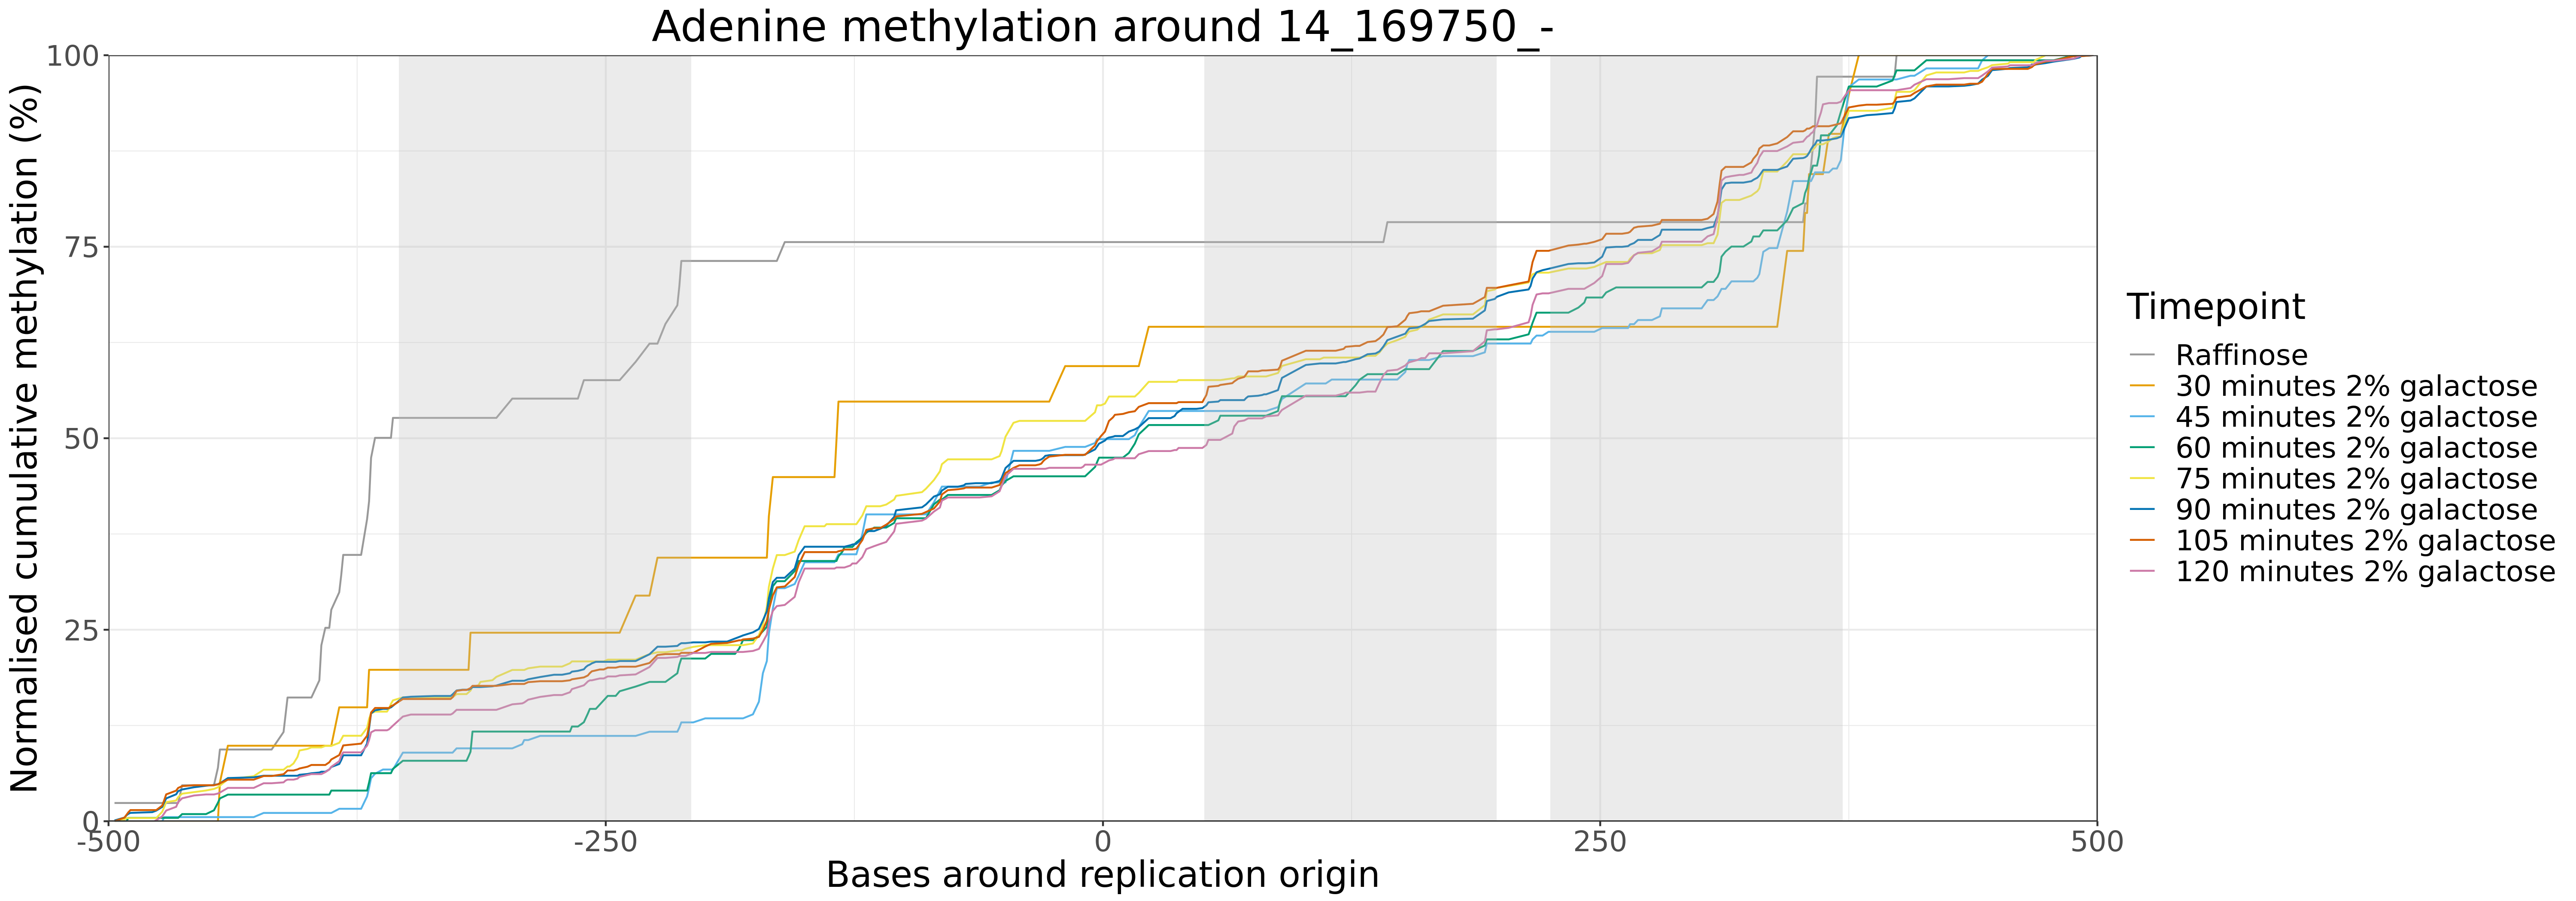 Adenine methylation around 14_169750_-
Normalised cumulative methylation (%)
100
75
50
25
0
-500
-250
0
250
500
Bases around replication origin
Timepoint
Raffinose
30 minutes 2% galactose
45 minutes 2% galactose
60 minutes 2% galactose
75 minutes 2% galactose
90 minutes 2% galactose
105 minutes 2% galactose
120 minutes 2% galactose